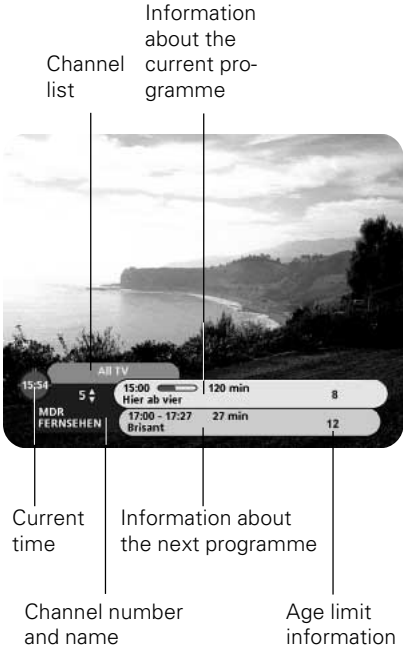 Information
about the
current pro-
gramme
Channel
list
All TV
15:54
5
15:00 120 min
Hier ab vier
8
MDR
FERNSEHEN
17:00 - 17:27 27 min
Brisant
12
Current
time
Information about
the next programme
Channel number
and name
Age limit
information